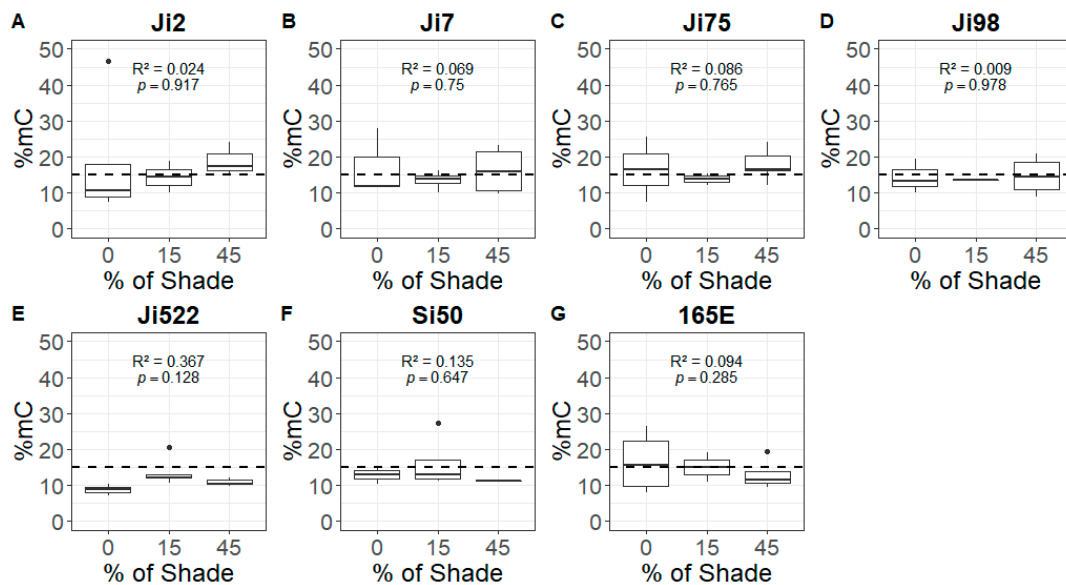 A Ji2
B Ji7
C Ji75
D Ji98
50
40
30
20
10
0
%mC
R² = 0.024
p = 0.917
0 15 45
% of Shade
50
40
30
20
10
0
%mC
R² = 0.069
p = 0.75
0 15 45
% of Shade
50
40
30
20
10
0
%mC
R² = 0.086
p = 0.765
0 15 45
% of Shade
50
40
30
20
10
0
%mC
R² = 0.009
p = 0.978
0 15 45
% of Shade
E Ji522
F Si50
G 165E
50
40
30
20
10
0
%mC
R² = 0.367
p = 0.128
0 15 45
% of Shade
50
40
30
20
10
0
%mC
R² = 0.135
p = 0.647
0 15 45
% of Shade
50
40
30
20
10
0
%mC
R² = 0.094
p = 0.285
0 15 45
% of Shade